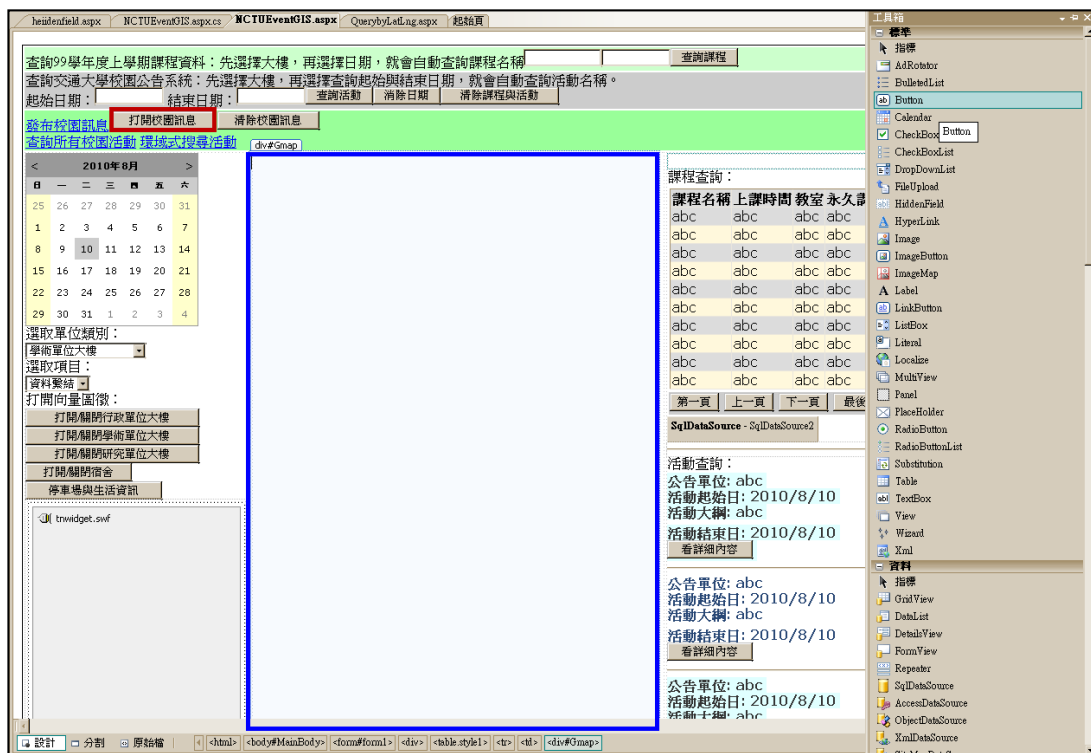 heiidenfield.aspx NCTUEventGIS.aspx.cs NCTUEventGIS.aspx QuerybyLatLng.aspx 起始頁
查詢99學年度上學期課程資料：先選擇大樓，再選擇日期，就會自動查詢課程名稱 查詢課程
查詢交通大學校園公告系統：先選擇大樓，再選擇查詢起始與結束日期，就會自動查詢活動名稱。
起始日期： 結束日期： 查詢活動 消除日期 清除課程與活動
發布校園訊息 打開校園訊息 清除校園訊息
查詢所有校園活動 環域式搜尋活動
div#Gmap
< 2010年8月 >
日 一 二 三 四 五 六
25 26 27 28 29 30 31
1 2 3 4 5 6 7
8 9 10 11 12 13 14
15 16 17 18 19 20 21
22 23 24 25 26 27 28
29 30 31 1 2 3 4
選取單位類別：
學術單位大樓
選取項目：
資料繫結
打開向量圖徵：
打開/關閉行政單位大樓
打開/關閉學術單位大樓
打開/關閉研究單位大樓
打開/關閉宿舍
停車場與生活資訊
tnwidget.swf
課程查詢：
課程名稱 上課時間 教室 永久課
abc abc abc abc
abc abc abc abc
abc abc abc abc
abc abc abc abc
abc abc abc abc
abc abc abc abc
abc abc abc abc
abc abc abc abc
abc abc abc abc
abc abc abc abc
第一頁 上一頁 下一頁 最後
SqlDataSource - SqlDataSource2
活動查詢：
公告單位: abc
活動起始日: 2010/8/10
活動大綱: abc
活動結束日: 2010/8/10
看詳細內容
公告單位: abc
活動起始日: 2010/8/10
活動大綱: abc
活動結束日: 2010/8/10
看詳細內容
公告單位: abc
活動起始日: 2010/8/10
活動大綱: abc
設計 分割 原始檔 <html> <body#MainBody> <form#form1> <div> <table.style1> <tr> <td> <div#Gmap>
工具箱
標準
指標
AdRotator
BulletedList
Button
Calendar
CheckBox
Button
CheckBoxList
DropDownList
FileUpload
HiddenField
HyperLink
Image
ImageButton
ImageMap
Label
LinkButton
ListBox
Literal
Localize
MultiView
Panel
PlaceHolder
RadioButton
RadioButtonList
Substitution
Table
TextBox
View
Wizard
Xml
資料
指標
GridView
DataList
DetailsView
FormView
Repeater
SqlDataSource
AccessDataSource
ObjectDataSource
XmlDataSource